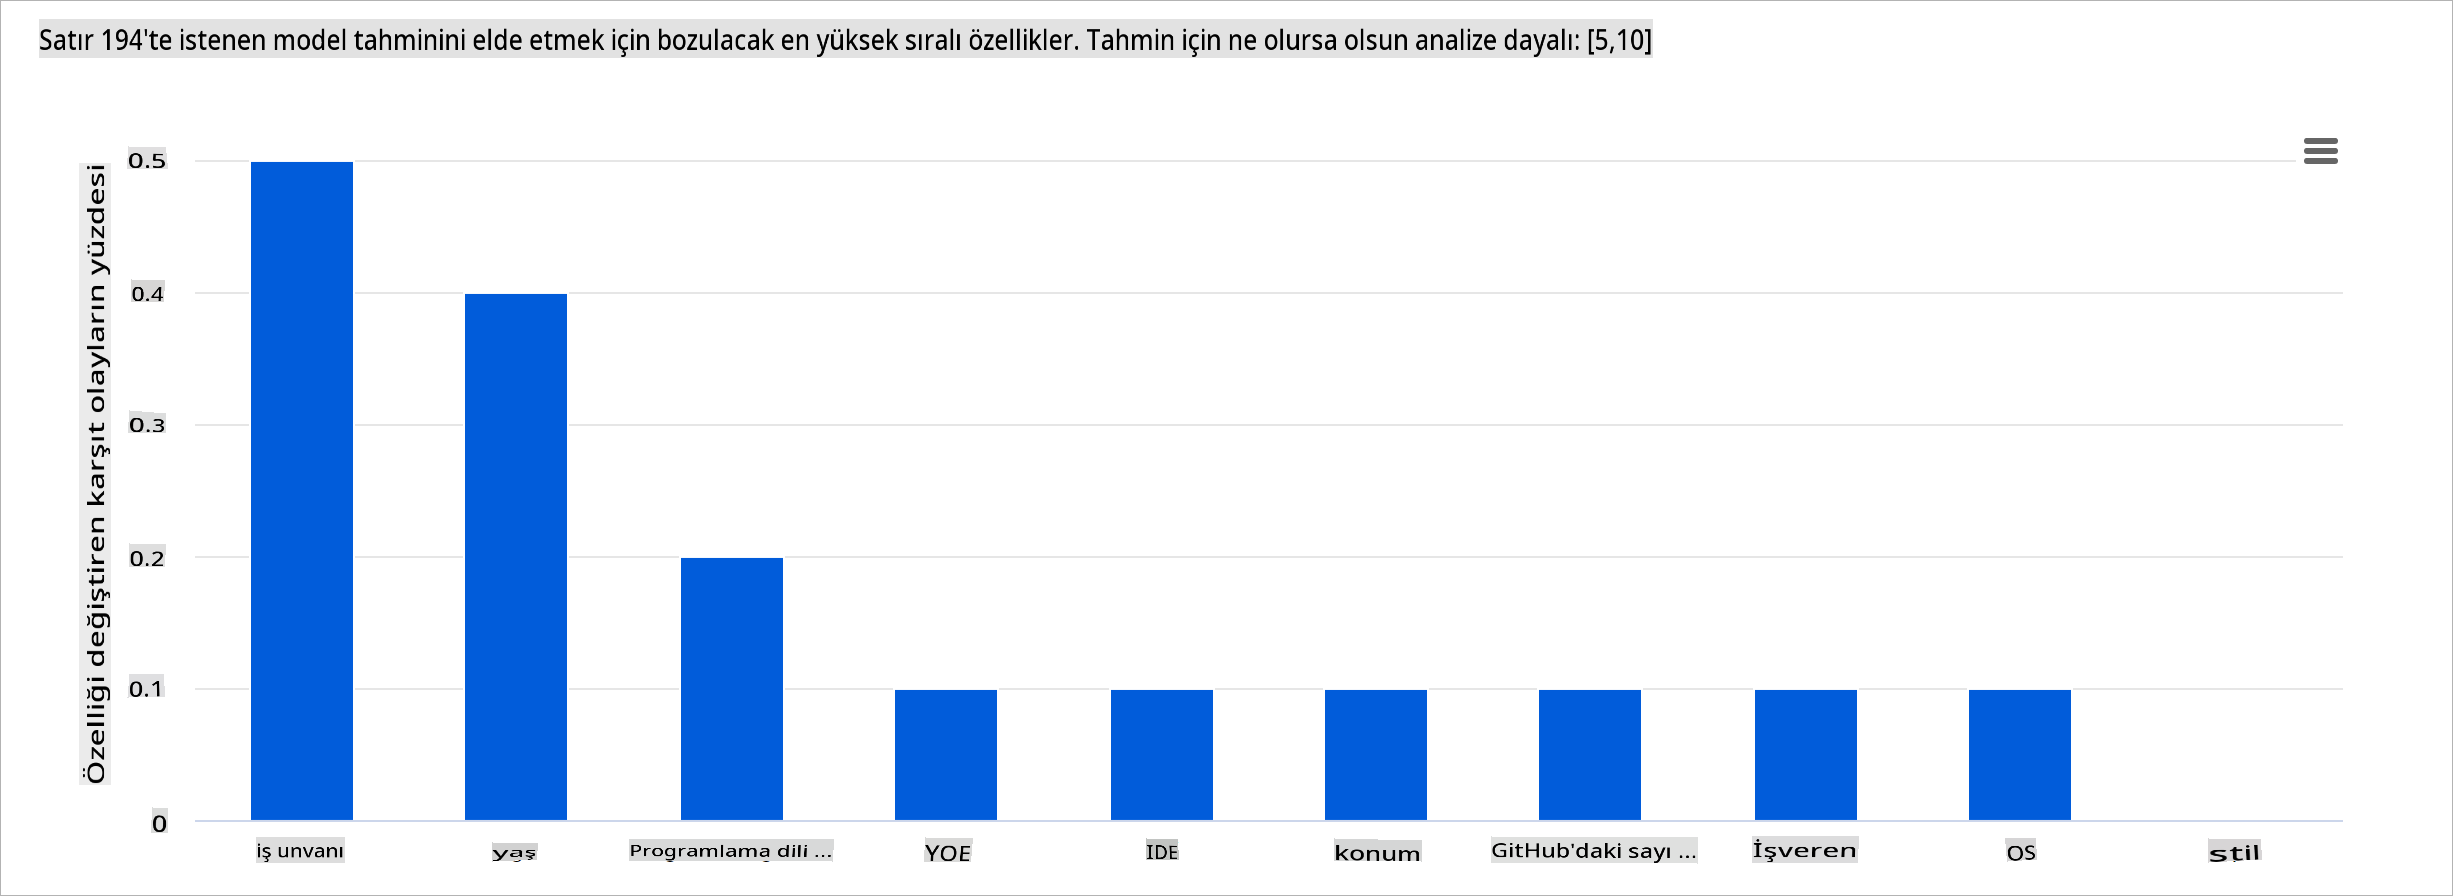 Satır 194'te istenen model tahminini elde etmek için bozulacak en yüksek sıralı özellikler. Tahmin için ne olursa olsun analize dayalı: [5,10]
Özelliği değiştiren karşıt olayların yüzdesi
0.5
0.4
0.3
0.2
0.1
0
iş unvanı
yaş
Programlama dili ...
YOE
IDE
konum
GitHub'daki sayı ...
İşveren
OS
stil